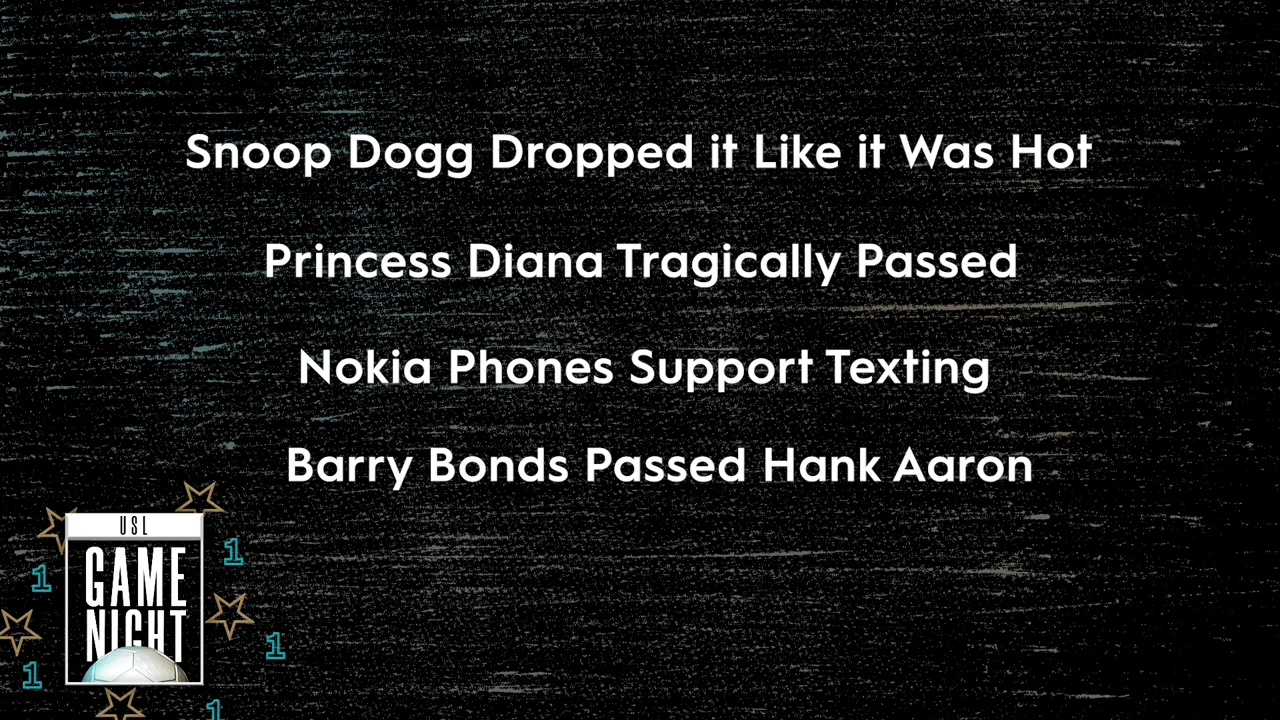 Snoop Dogg Dropped it Like it Was Hot
Princess Diana Tragically Passed
Nokia Phones Support Texting
Barry Bonds Passed Hank Aaron
USL
GAME
NIGHT
1
1
1
1
1